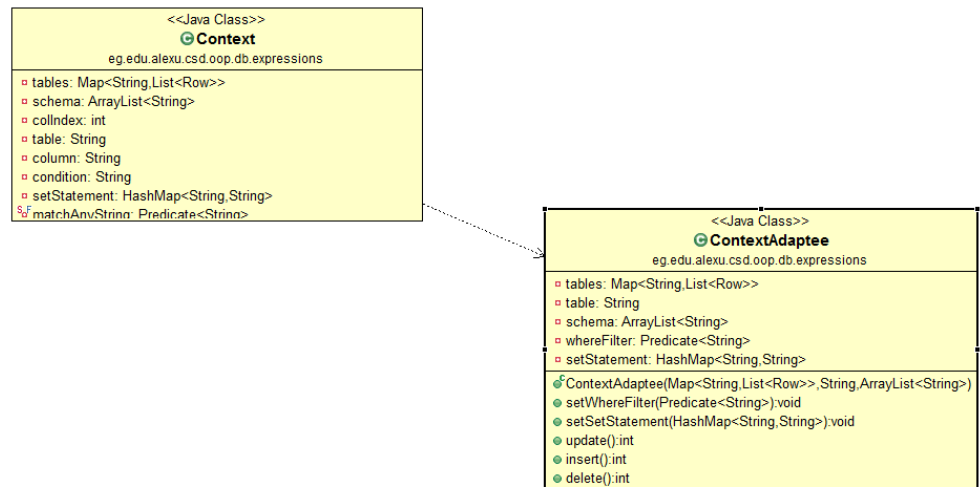 <<Java Class>>
Context
eg.edu.alexu.csd.oop.db.expressions
tables: Map<String,List<Row>>
schema: ArrayList<String>
colIndex: int
table: String
column: String
condition: String
setStatement: HashMap<String,String>
matchAnyString: Predicate<String>
<<Java Class>>
ContextAdaptee
eg.edu.alexu.csd.oop.db.expressions
tables: Map<String,List<Row>>
table: String
schema: ArrayList<String>
whereFilter: Predicate<String>
setStatement: HashMap<String,String>
ContextAdaptee(Map<String,List<Row>>,String,ArrayList<String>)
setWhereFilter(Predicate<String>):void
setSetStatement(HashMap<String,String>):void
update():int
insert():int
delete():int